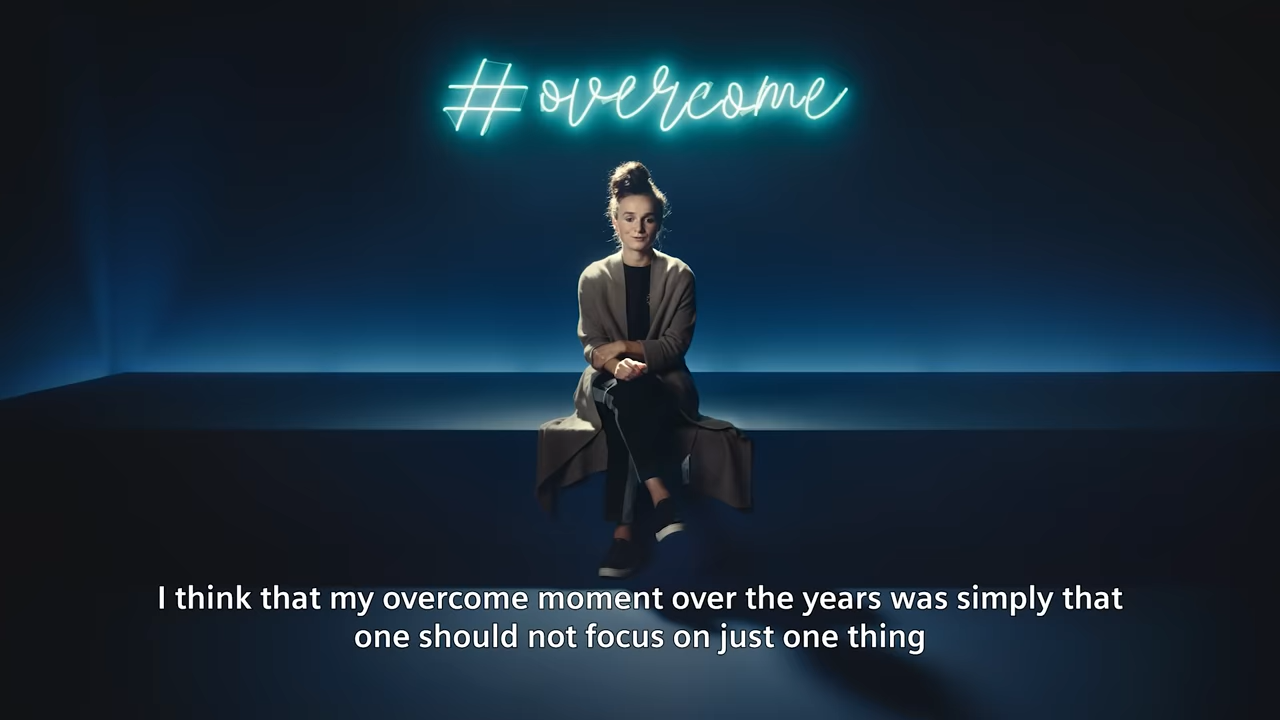 #overcome
I think that my overcome moment over the years was simply that
one should not focus on just one thing